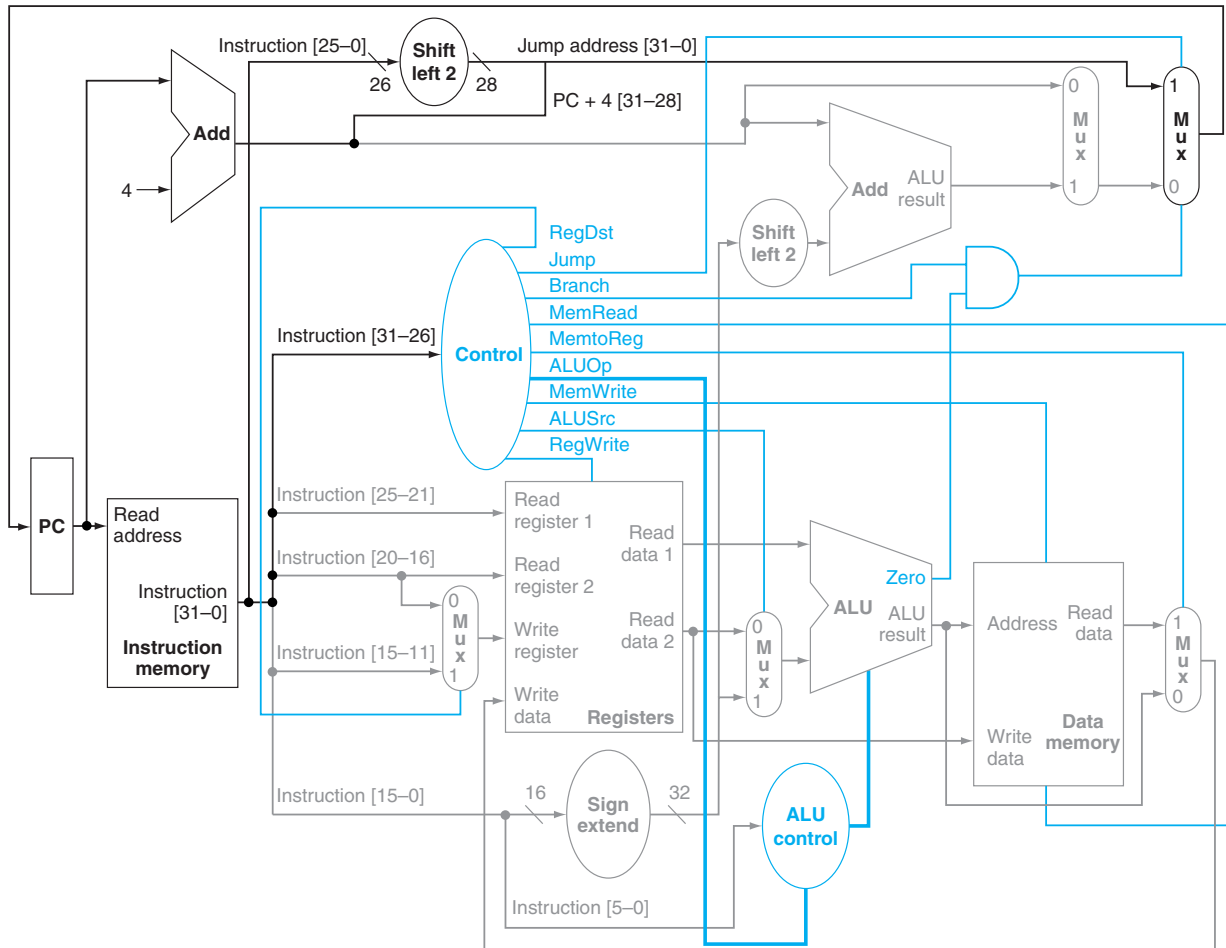 Instruction [25–0]
26
Shift
left 2
28
Jump address [31–0]
PC + 4 [31–28]
Add
4
0
M
u
x
1
1
M
u
x
0
Add
ALU
result
Shift
left 2
RegDst
Jump
Branch
MemRead
MemtoReg
ALUOp
MemWrite
ALUSrc
RegWrite
Instruction [31–26]
Control
PC
Read
address
Instruction
[31–0]
Instruction
memory
Instruction [25–21]
Instruction [20–16]
Instruction [15–11]
0
M
u
x
1
Read
register 1
Read
register 2
Write
register
Write
data
Read
data 1
Read
data 2
Registers
0
M
u
x
1
Zero
ALU
ALU
result
Address
Read
data
Write
data
Data
memory
1
M
u
x
0
Instruction [15–0]
16
Sign
extend
32
ALU
control
Instruction [5–0]